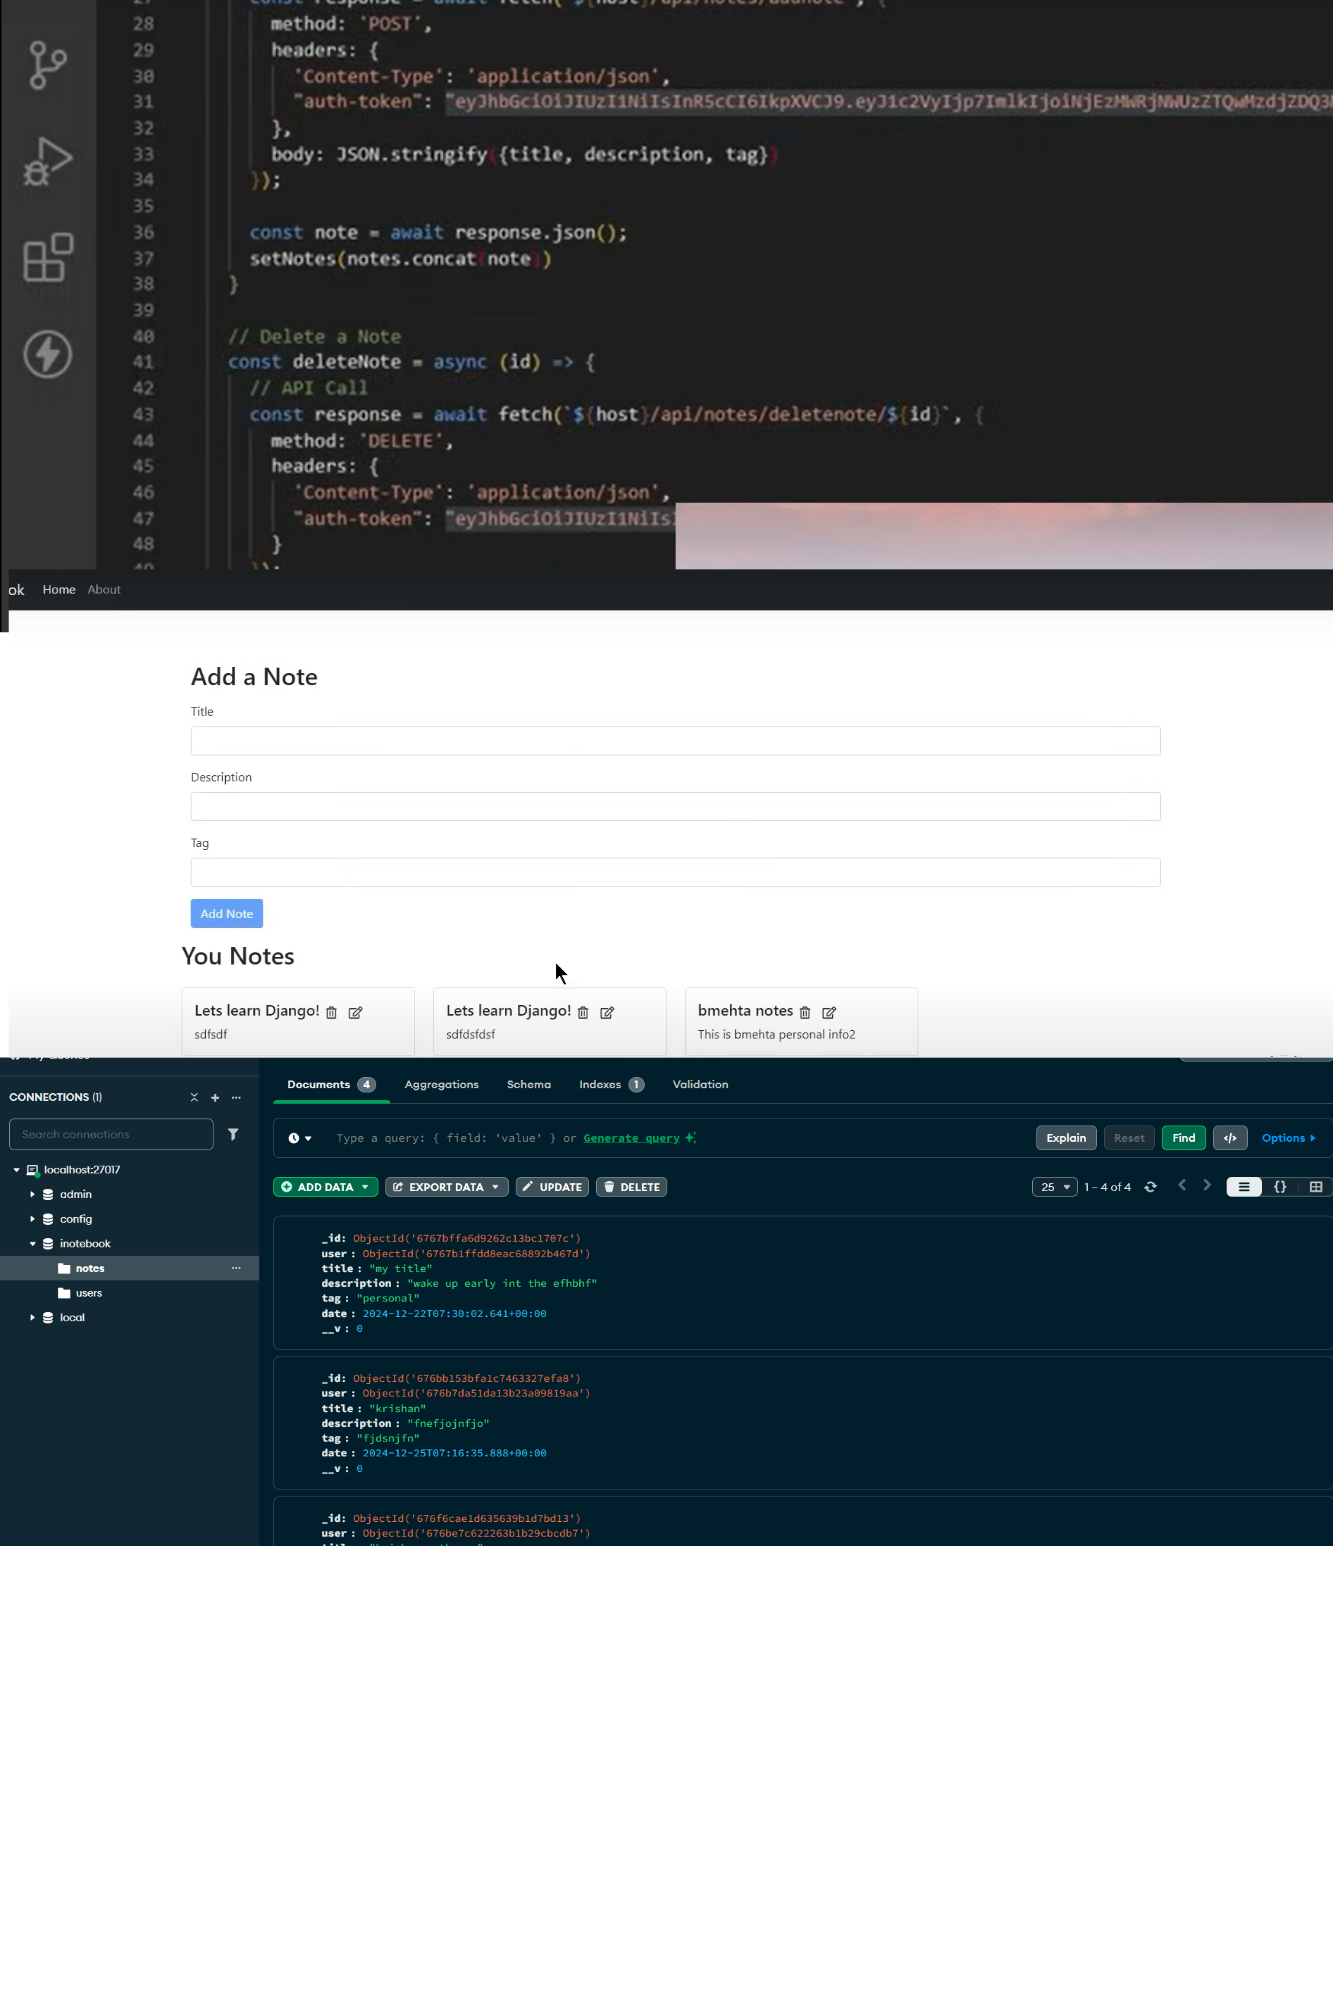 28 method: 'POST',
29 headers: {
30 'Content-Type': 'application/json',
31 "auth-token": "eyJhbGciOiJIUzI1NiIsInR5cCI6IkpXVCJ9.eyJ1c2VyIjp7ImlkIjoiNjEzMWRjNWUzZTQwMzdjZDQ3
32 },
33 body: JSON.stringify({title, description, tag})
34 });
35
36 const note = await response.json();
37 setNotes(notes.concat(note))
38 }
39
40 // Delete a Note
41 const deleteNote = async (id) => {
42 // API Call
43 const response = await fetch(`${host}/api/notes/deletenote/${id}`, {
44 method: 'DELETE',
45 headers: {
46 'Content-Type': 'application/json',
47 "auth-token": "eyJhbGciOiJIUzI1NiIs
48 }
ok Home About
Add a Note
Title
Description
Tag
Add Note
You Notes
Lets learn Django!
sdfsdf
Lets learn Django!
sdfdsfdsf
bmehta notes
This is bmehta personal info2
CONNECTIONS (1)
Search connections
localhost:27017
admin
config
inotebook
notes
users
local
Documents 4 Aggregations Schema Indexes 1 Validation
Type a query: { field: 'value' } or Generate query
Explain Reset Find </> Options
ADD DATA EXPORT DATA UPDATE DELETE
25 1 – 4 of 4 {}
_id: ObjectId('6767bffa6d9262c13bc1707c')
user : ObjectId('6767b1ffdd8eac68892b467d')
title : "my title"
description : "wake up early int the efhbhf"
tag : "personal"
date : 2024-12-22T07:30:02.641+00:00
__v : 0
_id: ObjectId('676bb153bfa1c7463327efa8')
user : ObjectId('676b7da51da13b23a09819aa')
title : "krishan"
description : "fnefjojnfjo"
tag : "fjdsnjfn"
date : 2024-12-25T07:16:35.888+00:00
__v : 0
_id: ObjectId('676f6cae1d635639b1d7bd13')
user : ObjectId('676be7c622263b1b29cbcdb7')